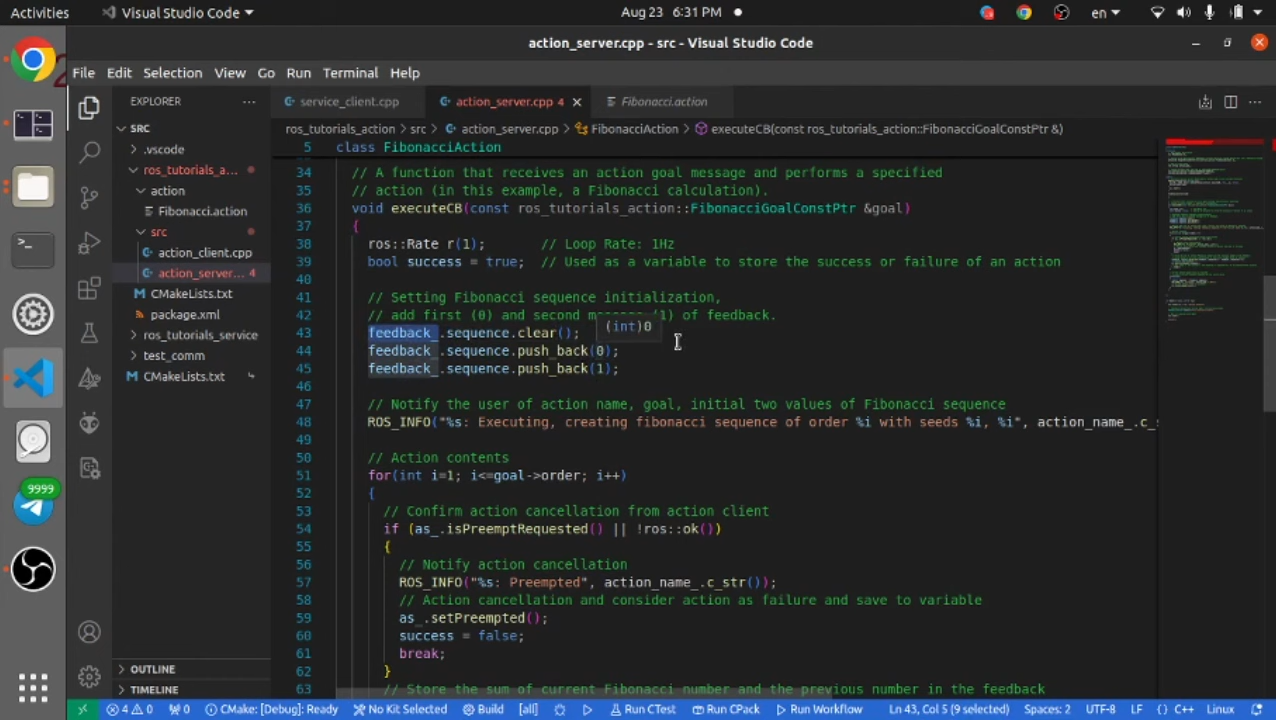 Activities
Visual Studio Code
Aug 23 6:31 PM
en
action_server.cpp - src - Visual Studio Code
File Edit Selection View Go Run Terminal Help
EXPLORER
SRC
.vscode
ros_tutorials_a...
action
Fibonacci.action
src
action_client.cpp
action_server... 4
CMakeLists.txt
package.xml
ros_tutorials_service
test_comm
CMakeLists.txt
OUTLINE
TIMELINE
9999
service_client.cpp
action_server.cpp 4
Fibonacci.action
ros_tutorials_action > src > action_server.cpp > FibonacciAction > executeCB(const ros_tutorials_action::FibonacciGoalConstPtr &)
5 class FibonacciAction
34 // A function that receives an action goal message and performs a specified
35 // action (in this example, a Fibonacci calculation).
36 void executeCB(const ros_tutorials_action::FibonacciGoalConstPtr &goal)
37 {
38 ros::Rate r(1); // Loop Rate: 1Hz
39 bool success = true; // Used as a variable to store the success or failure of an action
40
41 // Setting Fibonacci sequence initialization,
42 // add first (0) and second message (1) of feedback.
43 feedback_.sequence.clear();
(int)0
44 feedback_.sequence.push_back(0);
45 feedback_.sequence.push_back(1);
46
47 // Notify the user of action name, goal, initial two values of Fibonacci sequence
48 ROS_INFO("%s: Executing, creating fibonacci sequence of order %i with seeds %i, %i", action_name_.c_s
49
50 // Action contents
51 for(int i=1; i<=goal->order; i++)
52 {
53 // Confirm action cancellation from action client
54 if (as_.isPreemptRequested() || !ros::ok())
55 {
56 // Notify action cancellation
57 ROS_INFO("%s: Preempted", action_name_.c_str());
58 // Action cancellation and consider action as failure and save to variable
59 as_.setPreempted();
60 success = false;
61 break;
62 }
63 // Store the sum of current Fibonacci number and the previous number in the feedback
4 0 0 CMake: [Debug]: Ready No Kit Selected Build [all] Run CTest Run CPack Run Workflow Ln 43, Col 5 (9 selected) Spaces: 2 UTF-8 LF {} C++ Linux